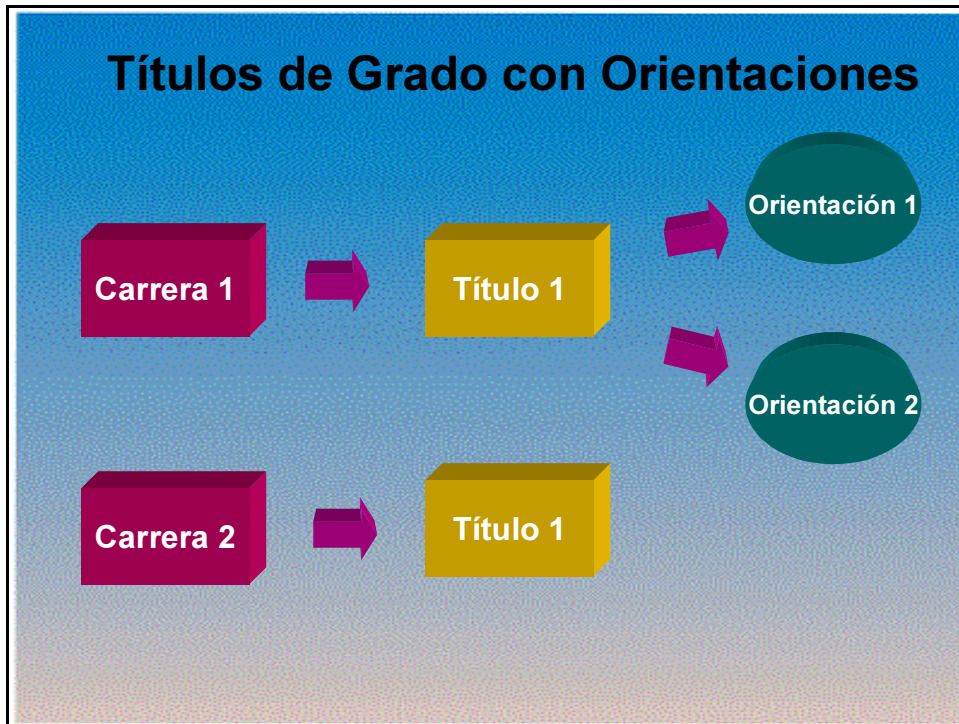 Títulos de Grado con Orientaciones
Orientación 1
Carrera 1
Título 1
Orientación 2
Carrera 2
Título 1